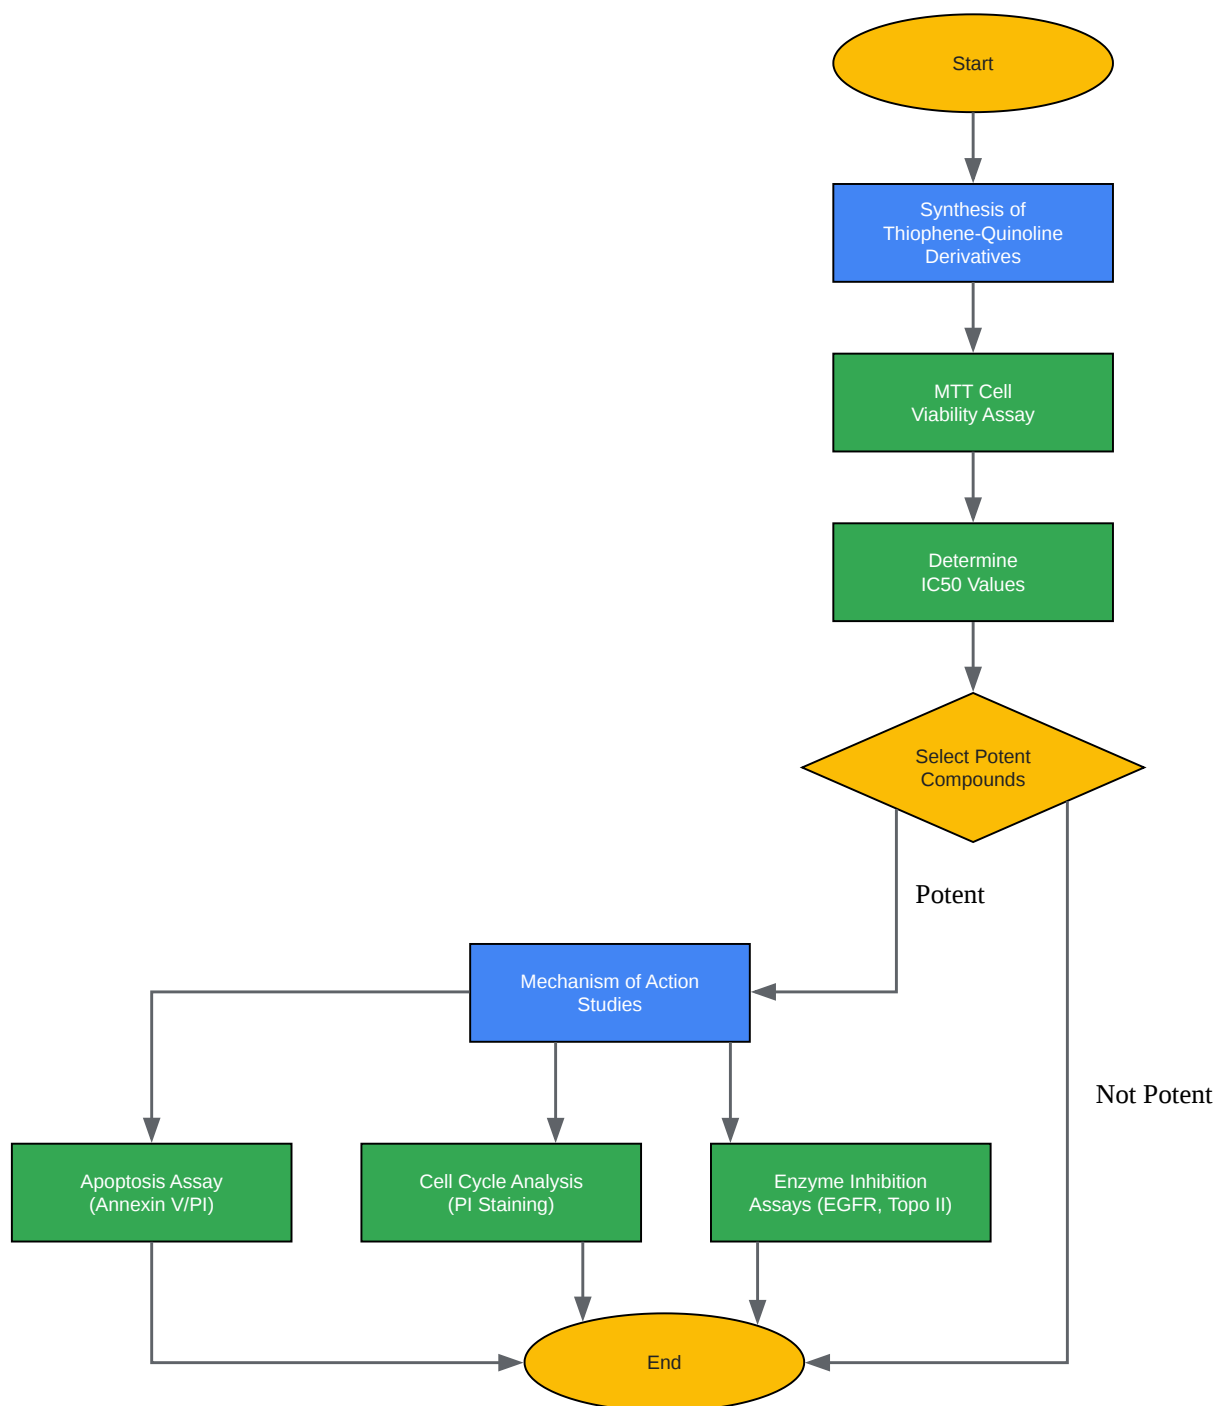 Start
Synthesis of
Thiophene-Quinoline
Derivatives
MTT Cell
Viability Assay
Determine
IC50 Values
Select Potent
Compounds
Potent
Mechanism of Action
Studies
Not Potent
Apoptosis Assay
(Annexin V/PI)
Cell Cycle Analysis
(PI Staining)
Enzyme Inhibition
Assays (EGFR, Topo II)
End